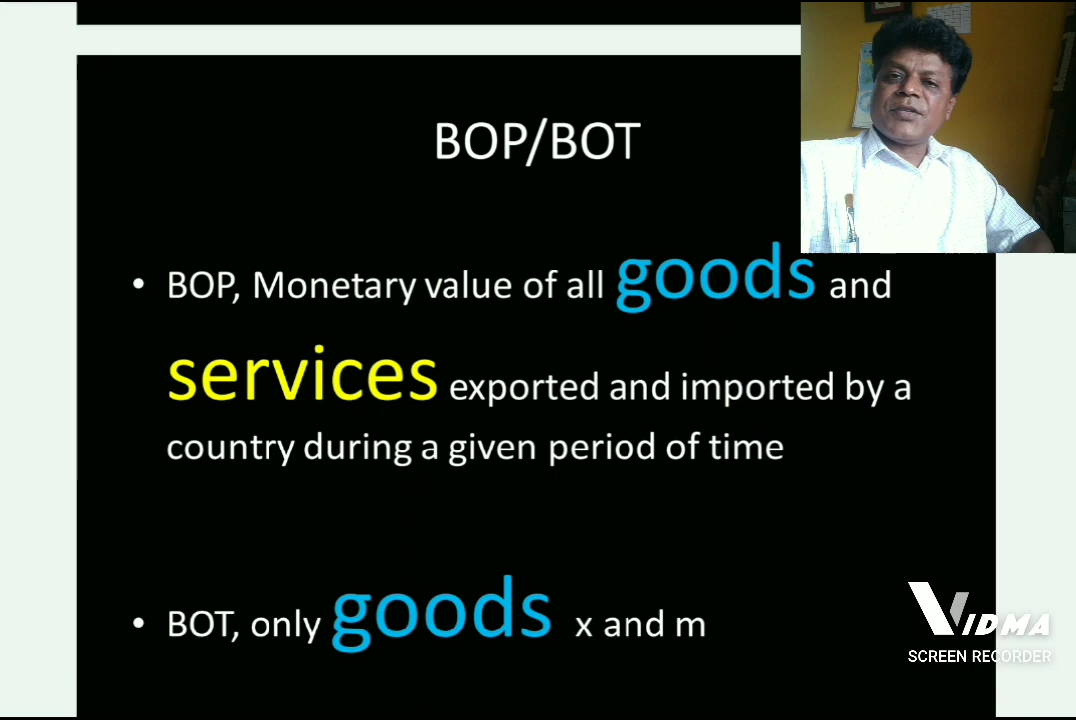 BOP/BOT
• BOP, Monetary value of all goods and
services exported and imported by a
country during a given period of time
• BOT, only goods x and m
VIDMA
SCREEN RECORDER